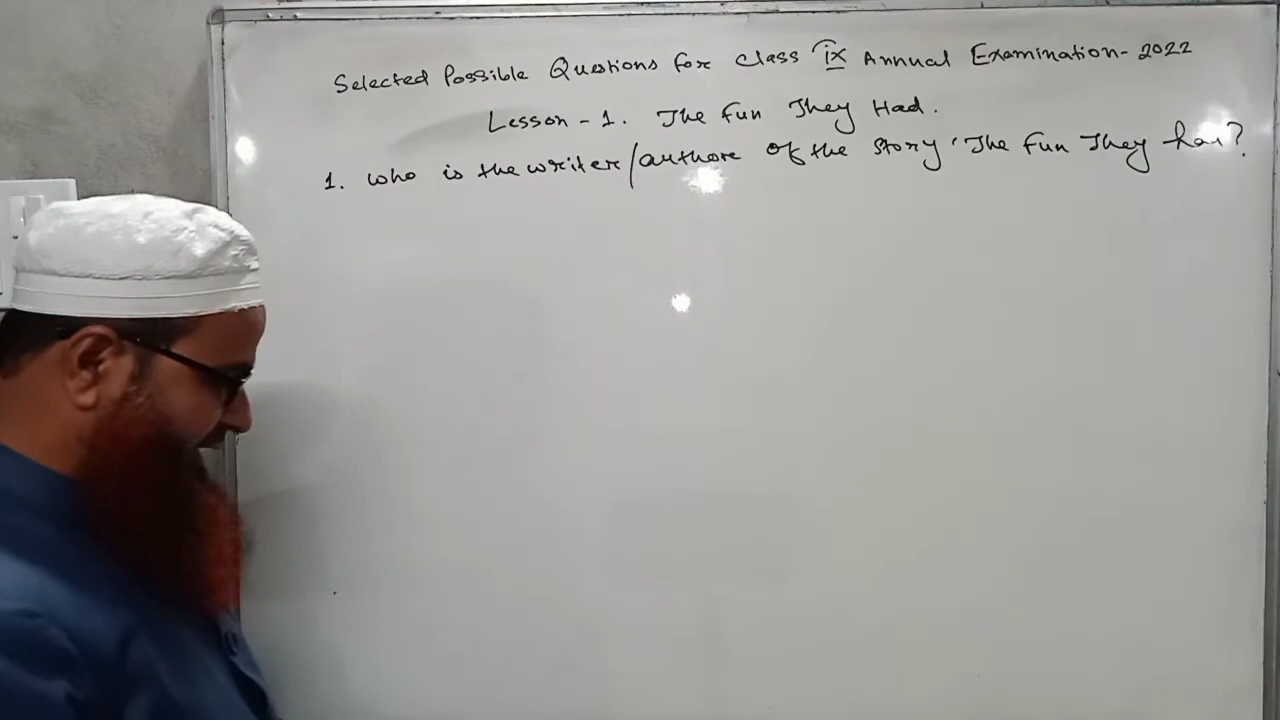 Selected Possible Questions for class IX Annual Examination - 2022
Lesson - 1. The Fun They Had.
1. Who is the writer/authore of the story 'The Fun They had?